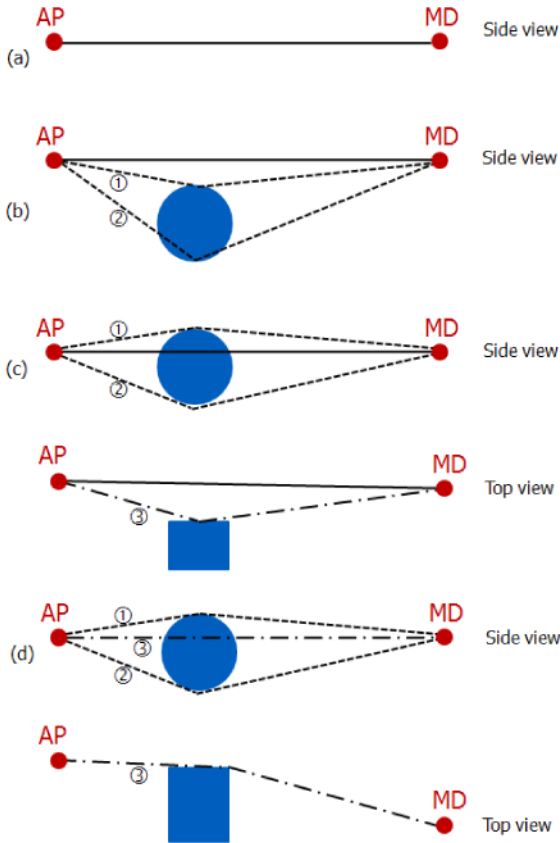 AP MD
Side view
(a)
AP MD
Side view
①
(b)
②
AP ① MD
Side view
(c)
②
AP MD
Top view
③
AP ① MD
③ Side view
(d)
②
AP
③
MD
Top view